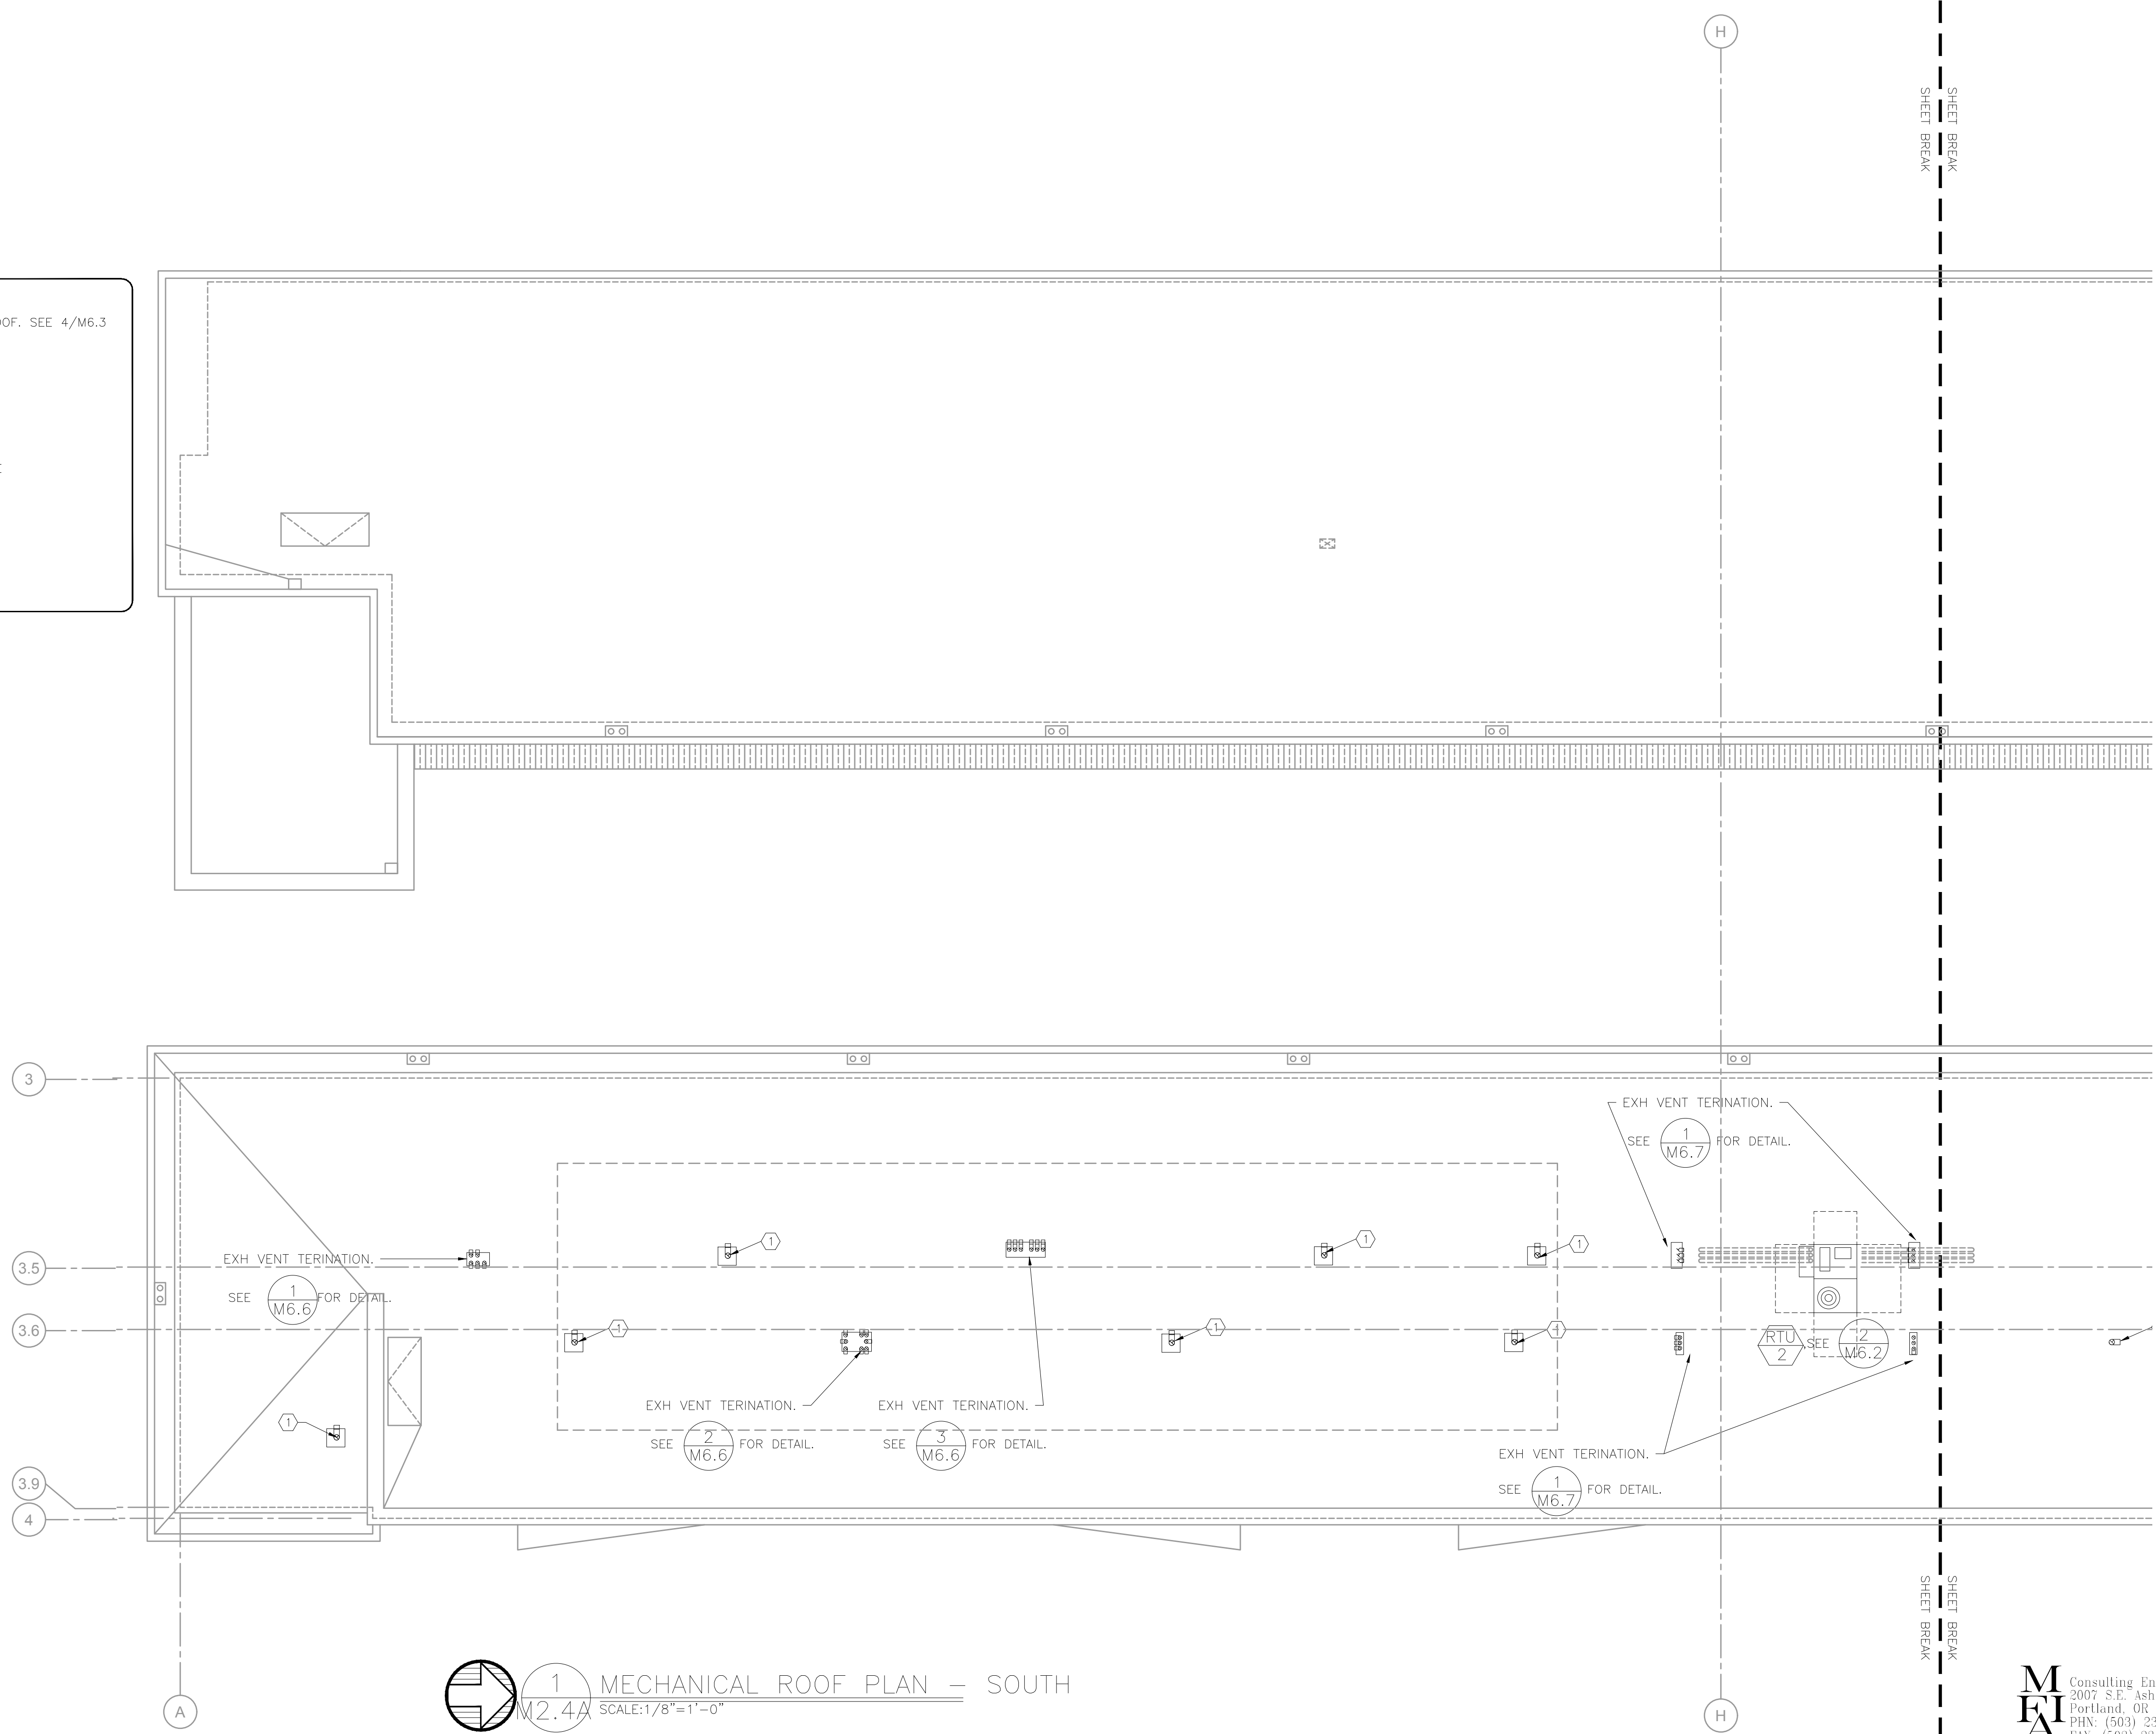 H
SHEET BREAK
SHEET BREAK
OOF. SEE 4/M6.3
3
EXH VENT TERINATION.
SEE 1 FOR DETAIL.
M6.7
1
1
1
EXH VENT TERINATION.
3.5
SEE 1 FOR DETAIL.
M6.6
3.6
1
1
1
RTU
2
SEE 2
M6.2
EXH VENT TERINATION.
EXH VENT TERINATION.
1
SEE 2 FOR DETAIL.
M6.6
SEE 3 FOR DETAIL.
M6.6
EXH VENT TERINATION.
3.9
SEE 1 FOR DETAIL.
M6.7
4
SHEET BREAK
SHEET BREAK
1
M2.4A
MECHANICAL ROOF PLAN – SOUTH
SCALE:1/8"=1'-0"
A
H
MFIA
Consulting En
2007 S.E. Ash
Portland, OR
PHN: (503) 23